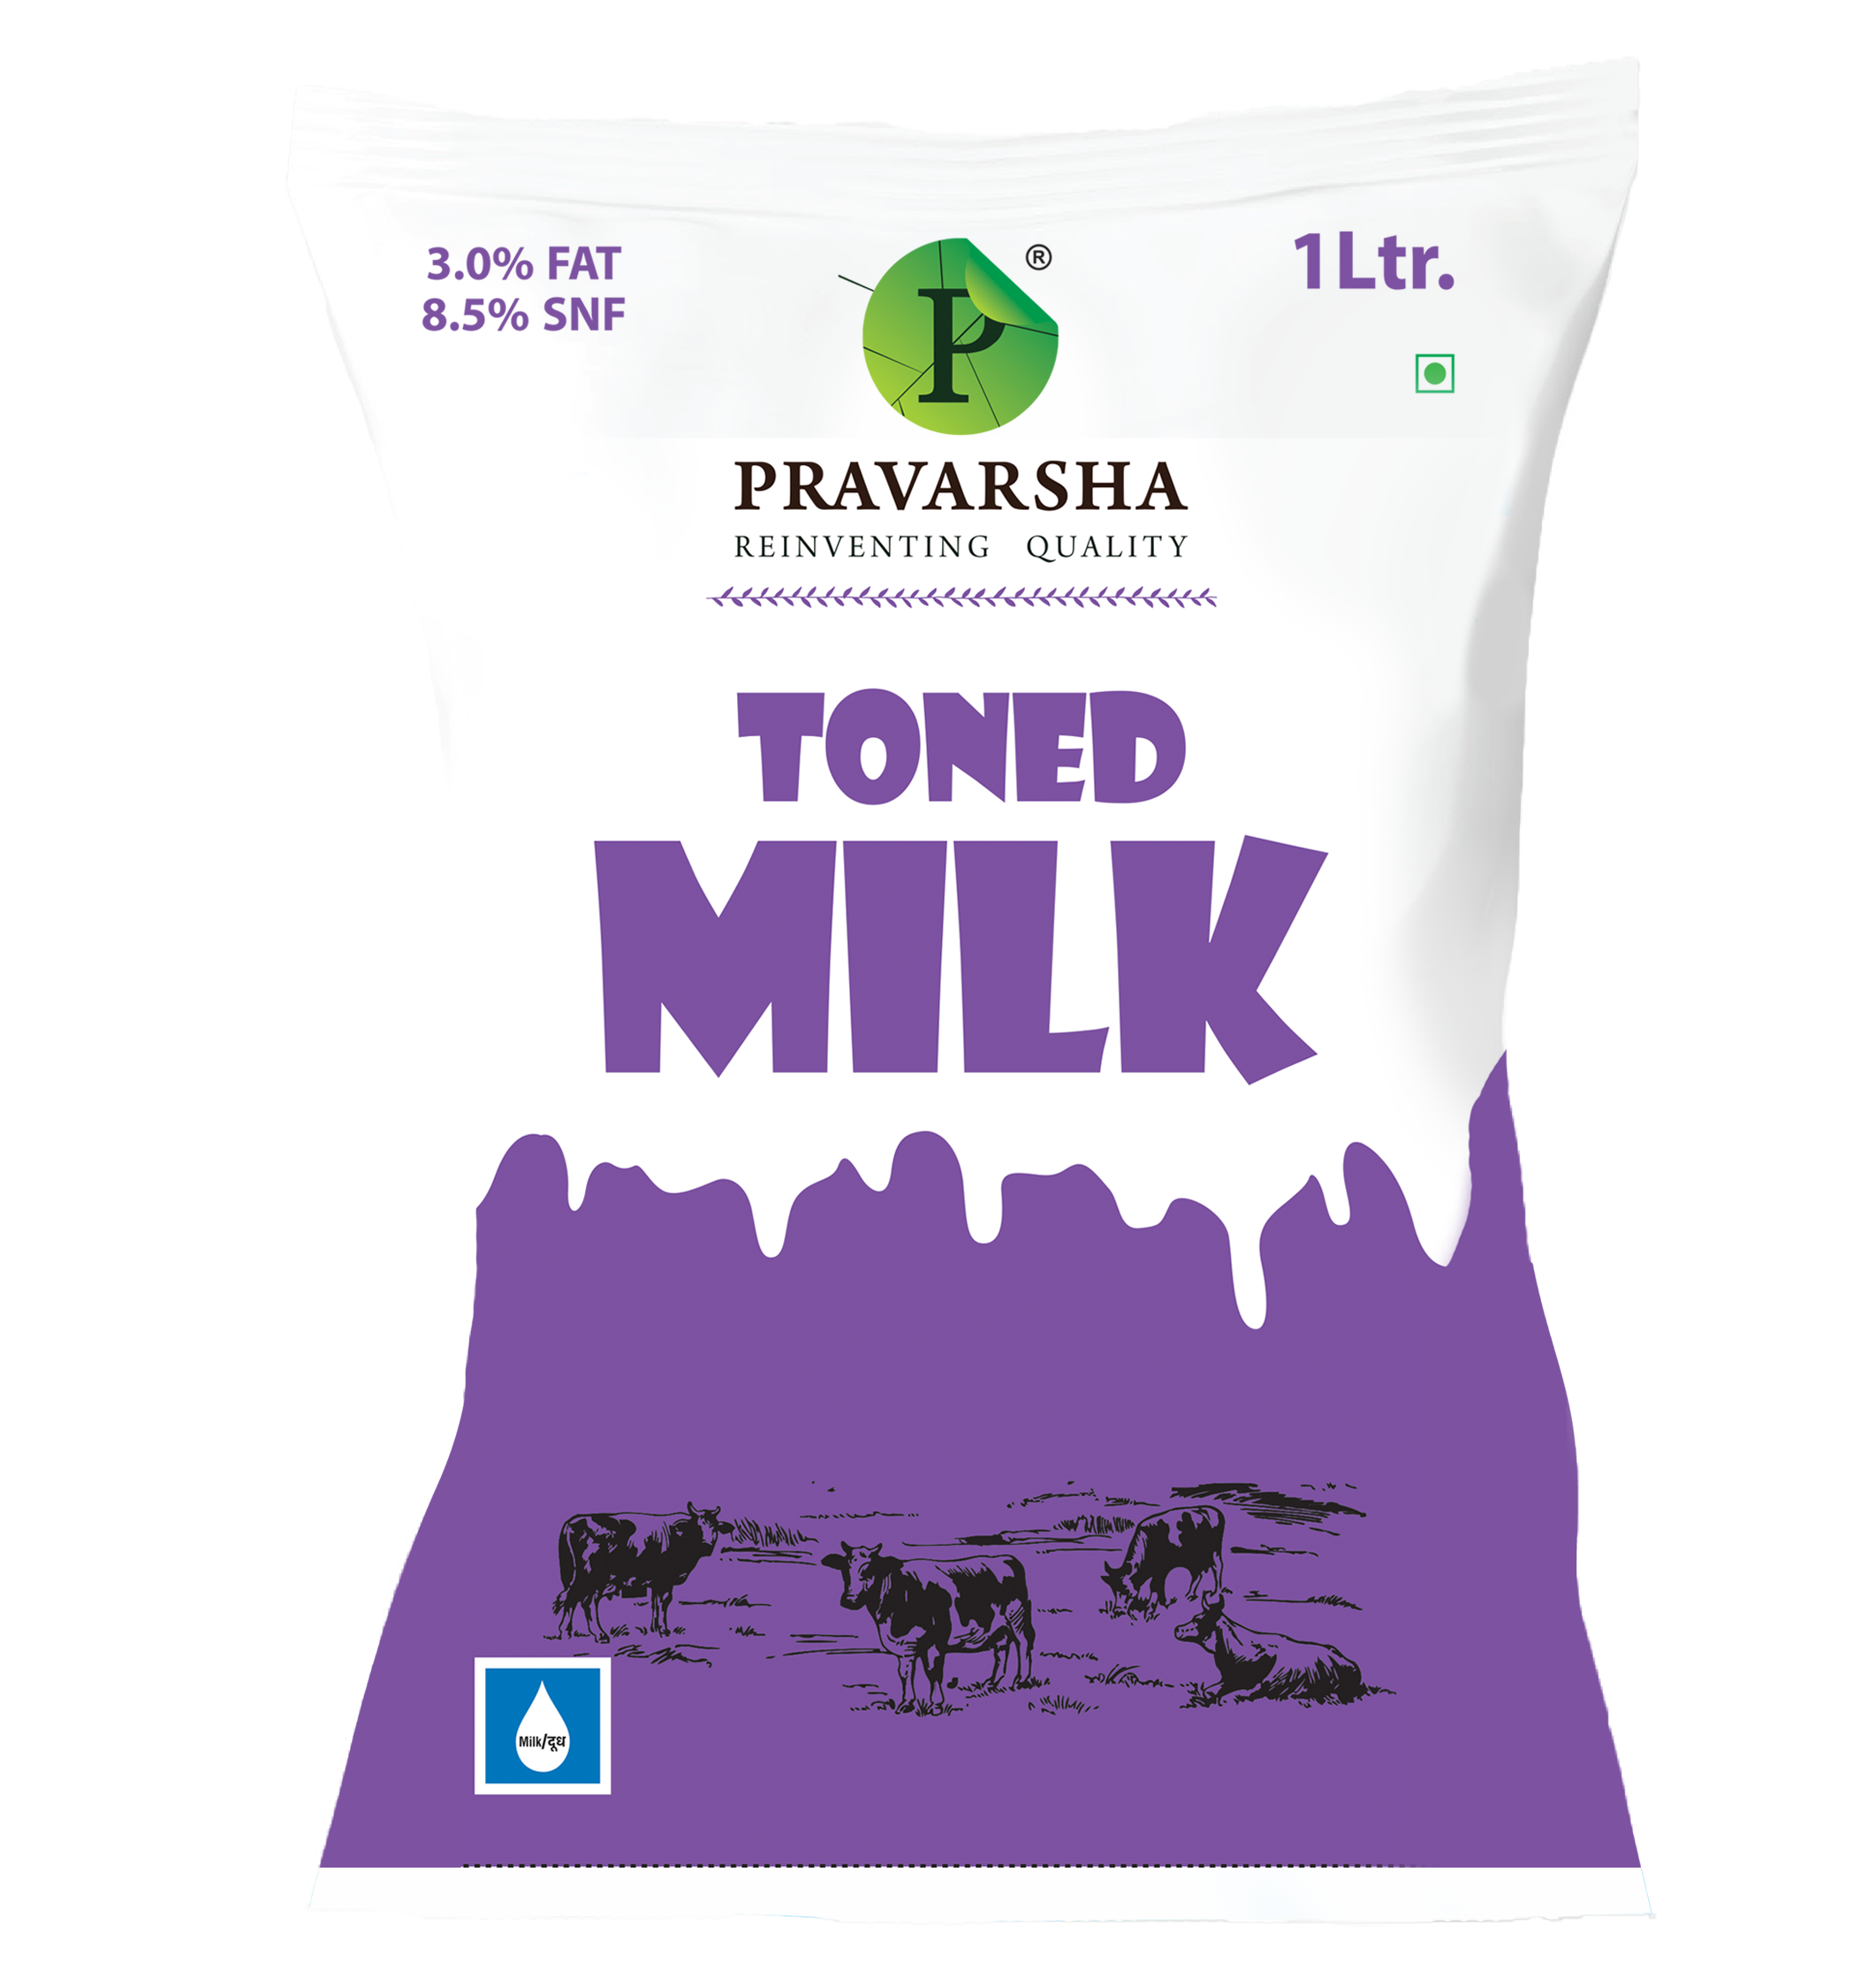 3.0% FAT
8.5% SNF
1Ltr.
P
®
PRAVARSHA
REINVENTING QUALITY
TONED
MILK
Milk/दूध